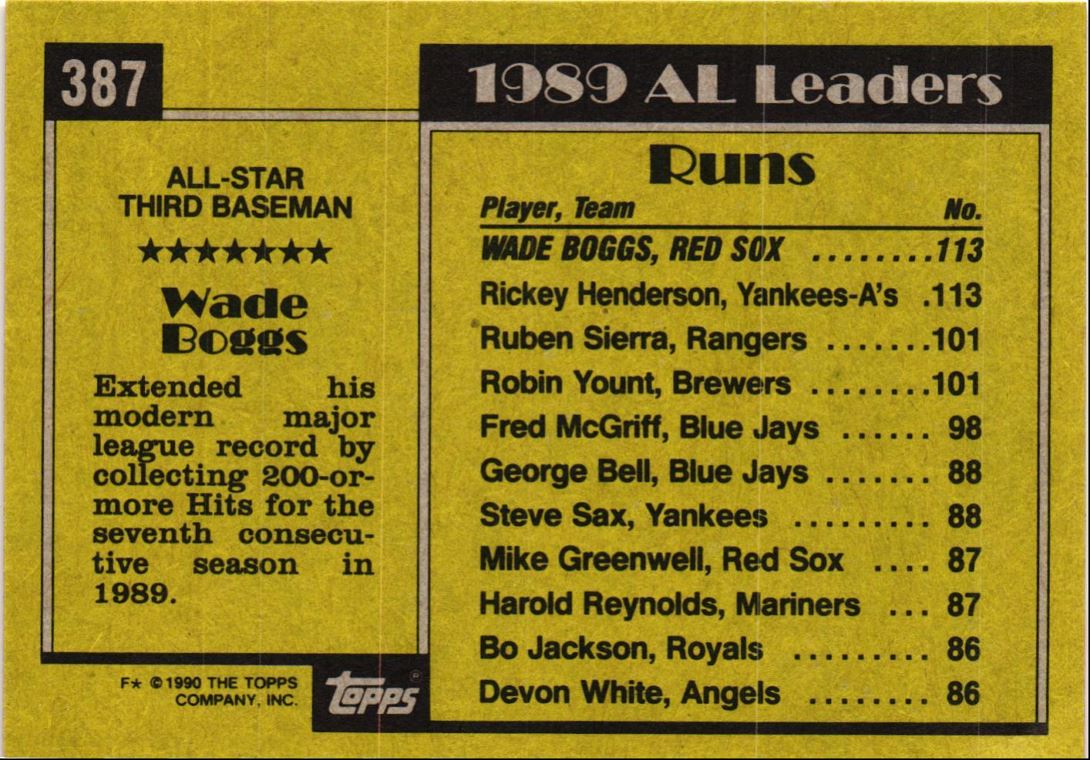 387
ALL-STAR
THIRD BASEMAN
★★★★★★★
Wade
Boggs
Extended his
modern major
league record by
collecting 200-or-
more Hits for the
seventh consecu-
tive season in
1989.
F★ © 1990 THE TOPPS
COMPANY, INC.
topps®
1989 AL Leaders
Runs
Player, Team No.
WADE BOGGS, RED SOX ........113
Rickey Henderson, Yankees-A's .113
Ruben Sierra, Rangers .......101
Robin Yount, Brewers ........101
Fred McGriff, Blue Jays ...... 98
George Bell, Blue Jays ....... 88
Steve Sax, Yankees ......... 88
Mike Greenwell, Red Sox .... 87
Harold Reynolds, Mariners ... 87
Bo Jackson, Royals ......... 86
Devon White, Angels ........ 86